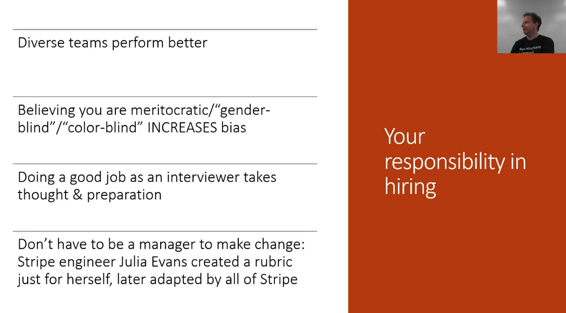 Diverse teams perform better
Believing you are meritocratic/“gender-
blind”/“color-blind” INCREASES bias
Doing a good job as an interviewer takes
thought & preparation
Don’t have to be a manager to make change:
Stripe engineer Julia Evans created a rubric
just for herself, later adapted by all of Stripe
Your
responsibility in
hiring